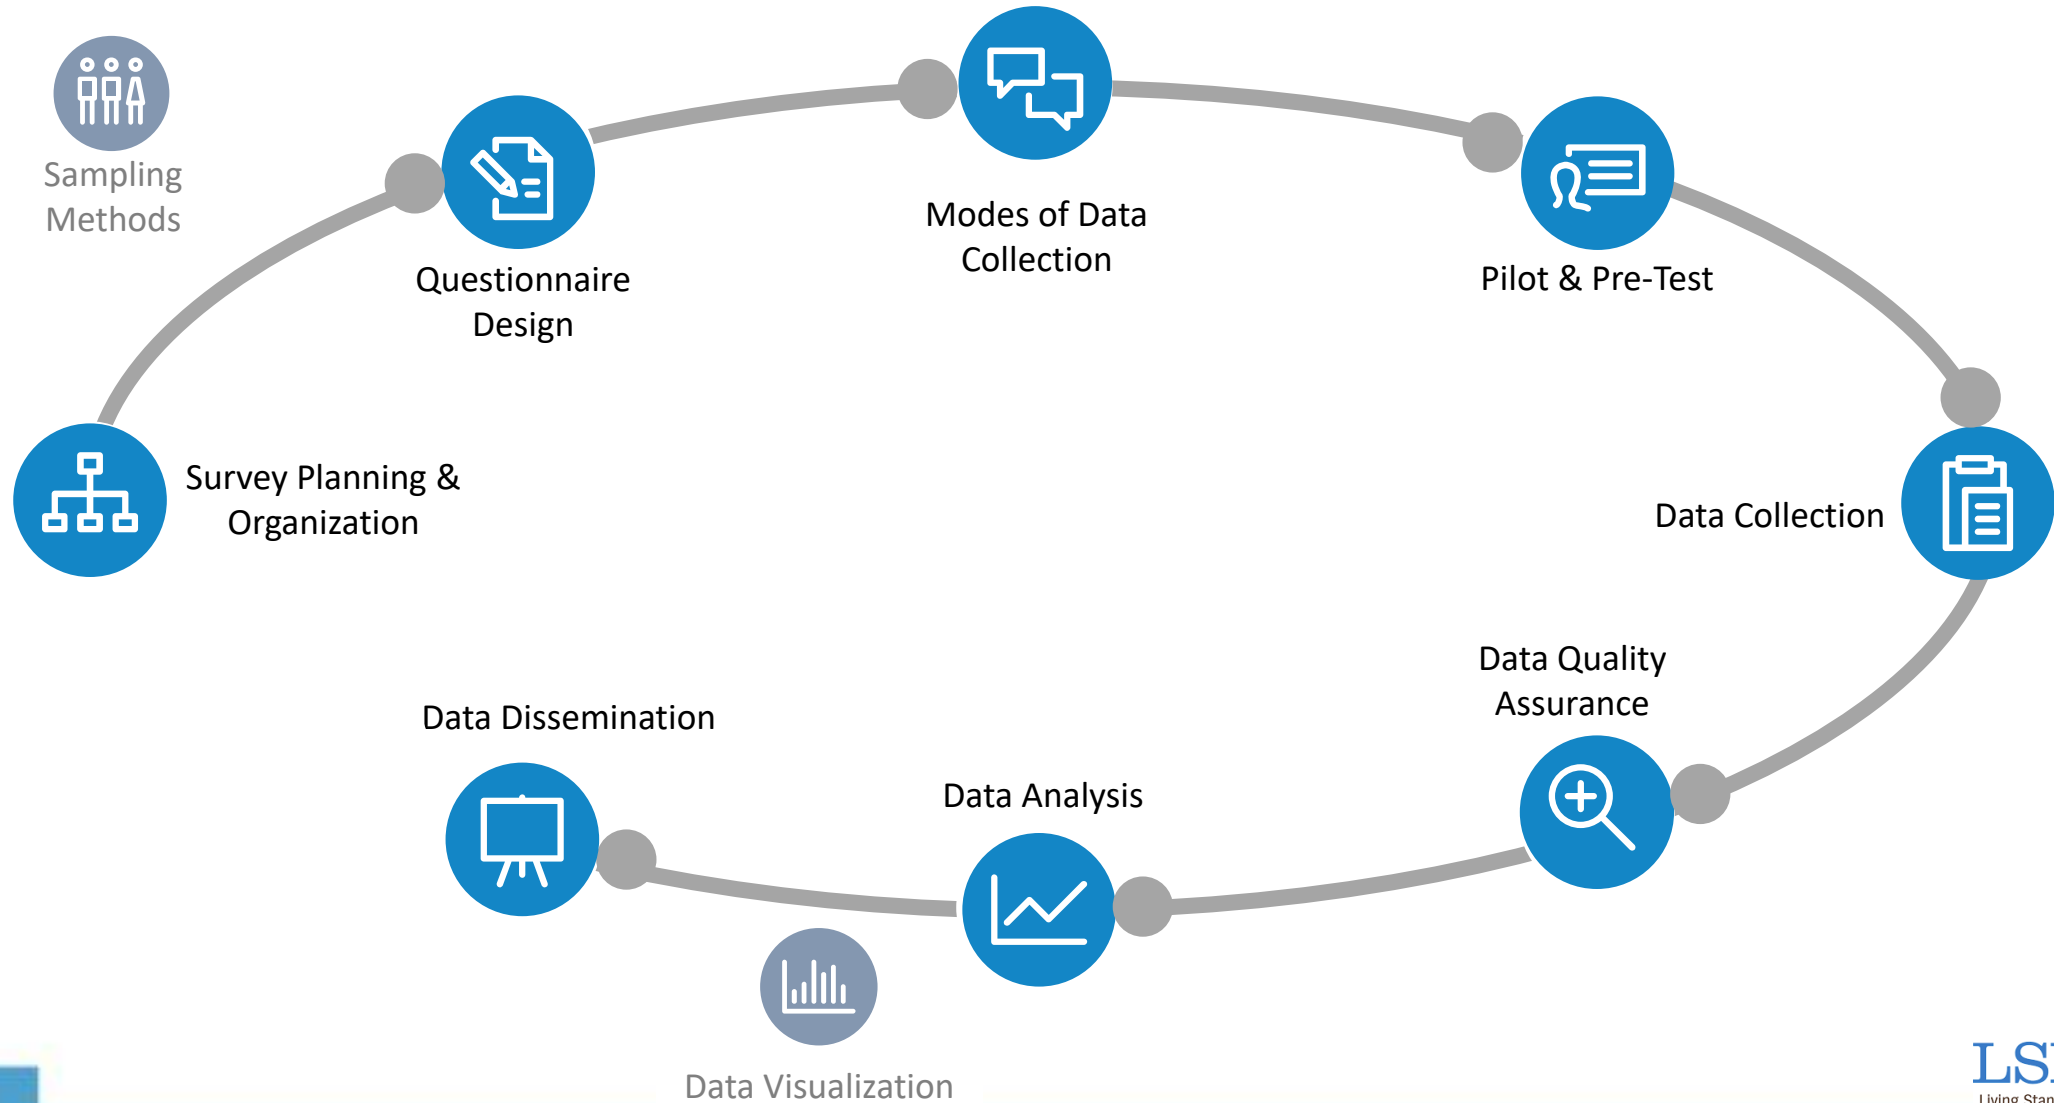 Sampling
Methods
Questionnaire
Design
Modes of Data
Collection
Pilot & Pre-Test
Survey Planning &
Organization
Data Collection
Data Quality
Assurance
Data Dissemination
Data Analysis
Data Visualization
Living